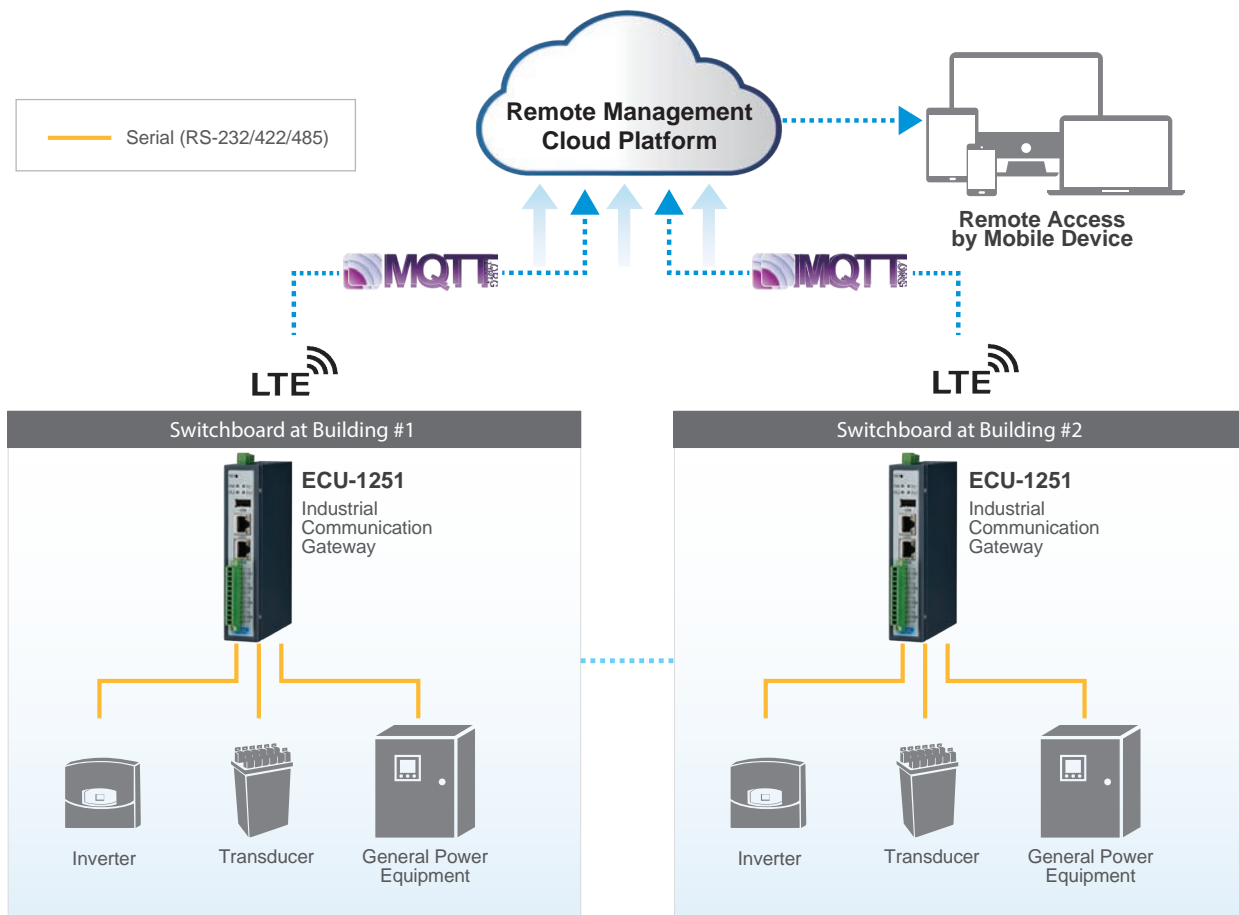 Remote Management
Cloud Platform
Serial (RS-232/422/485)
Remote Access
by Mobile Device
MQTT
.ORG
MQTT
.ORG
LTE
LTE
Switchboard at Building #1
Switchboard at Building #2
ECU-1251
Industrial
Communication
Gateway
ECU-1251
Industrial
Communication
Gateway
Inverter
Transducer
General Power
Equipment
Inverter
Transducer
General Power
Equipment